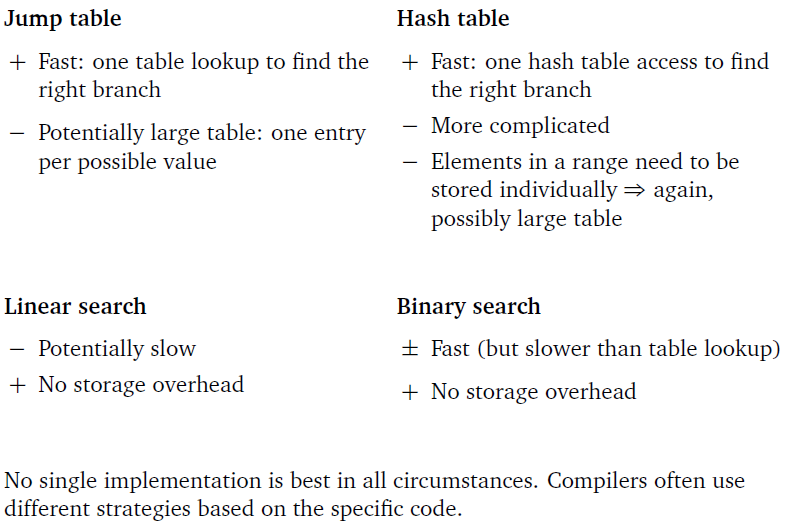 Jump table
+ Fast: one table lookup to find the
right branch
− Potentially large table: one entry
per possible value
Hash table
+ Fast: one hash table access to find
the right branch
− More complicated
− Elements in a range need to be
stored individually ⇒ again,
possibly large table
Linear search
− Potentially slow
+ No storage overhead
Binary search
± Fast (but slower than table lookup)
+ No storage overhead
No single implementation is best in all circumstances. Compilers often use
different strategies based on the specific code.